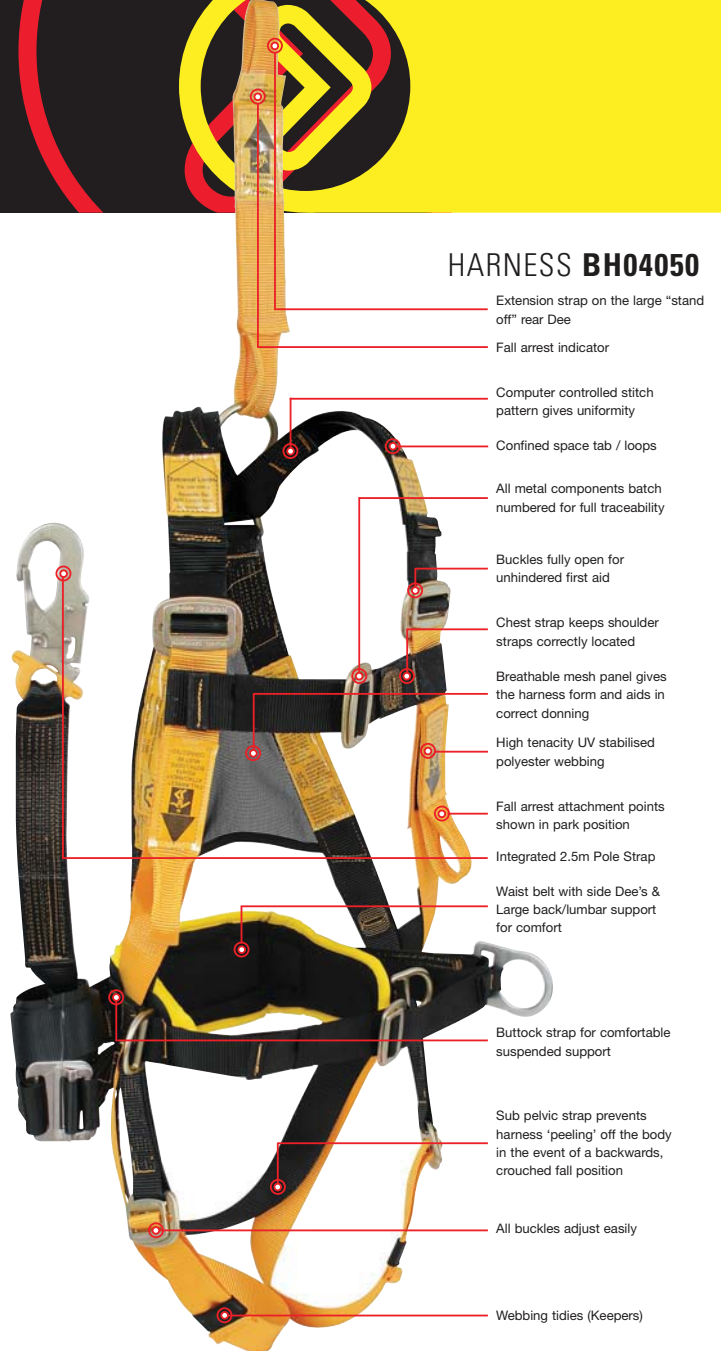 HARNESS BH04050
Extension strap on the large “stand
off” rear Dee
Fall arrest indicator
Computer controlled stitch
pattern gives uniformity
Confined space tab / loops
All metal components batch
numbered for full traceability
Buckles fully open for
unhindered first aid
Chest strap keeps shoulder
straps correctly located
Breathable mesh panel gives
the harness form and aids in
correct donning
High tenacity UV stabilised
polyester webbing
Fall arrest attachment points
shown in park position
Integrated 2.5m Pole Strap
Waist belt with side Dee’s &
Large back/lumbar support
for comfort
Buttock strap for comfortable
suspended support
Sub pelvic strap prevents
harness ‘peeling’ off the body
in the event of a backwards,
crouched fall position
All buckles adjust easily
Webbing tidies (Keepers)